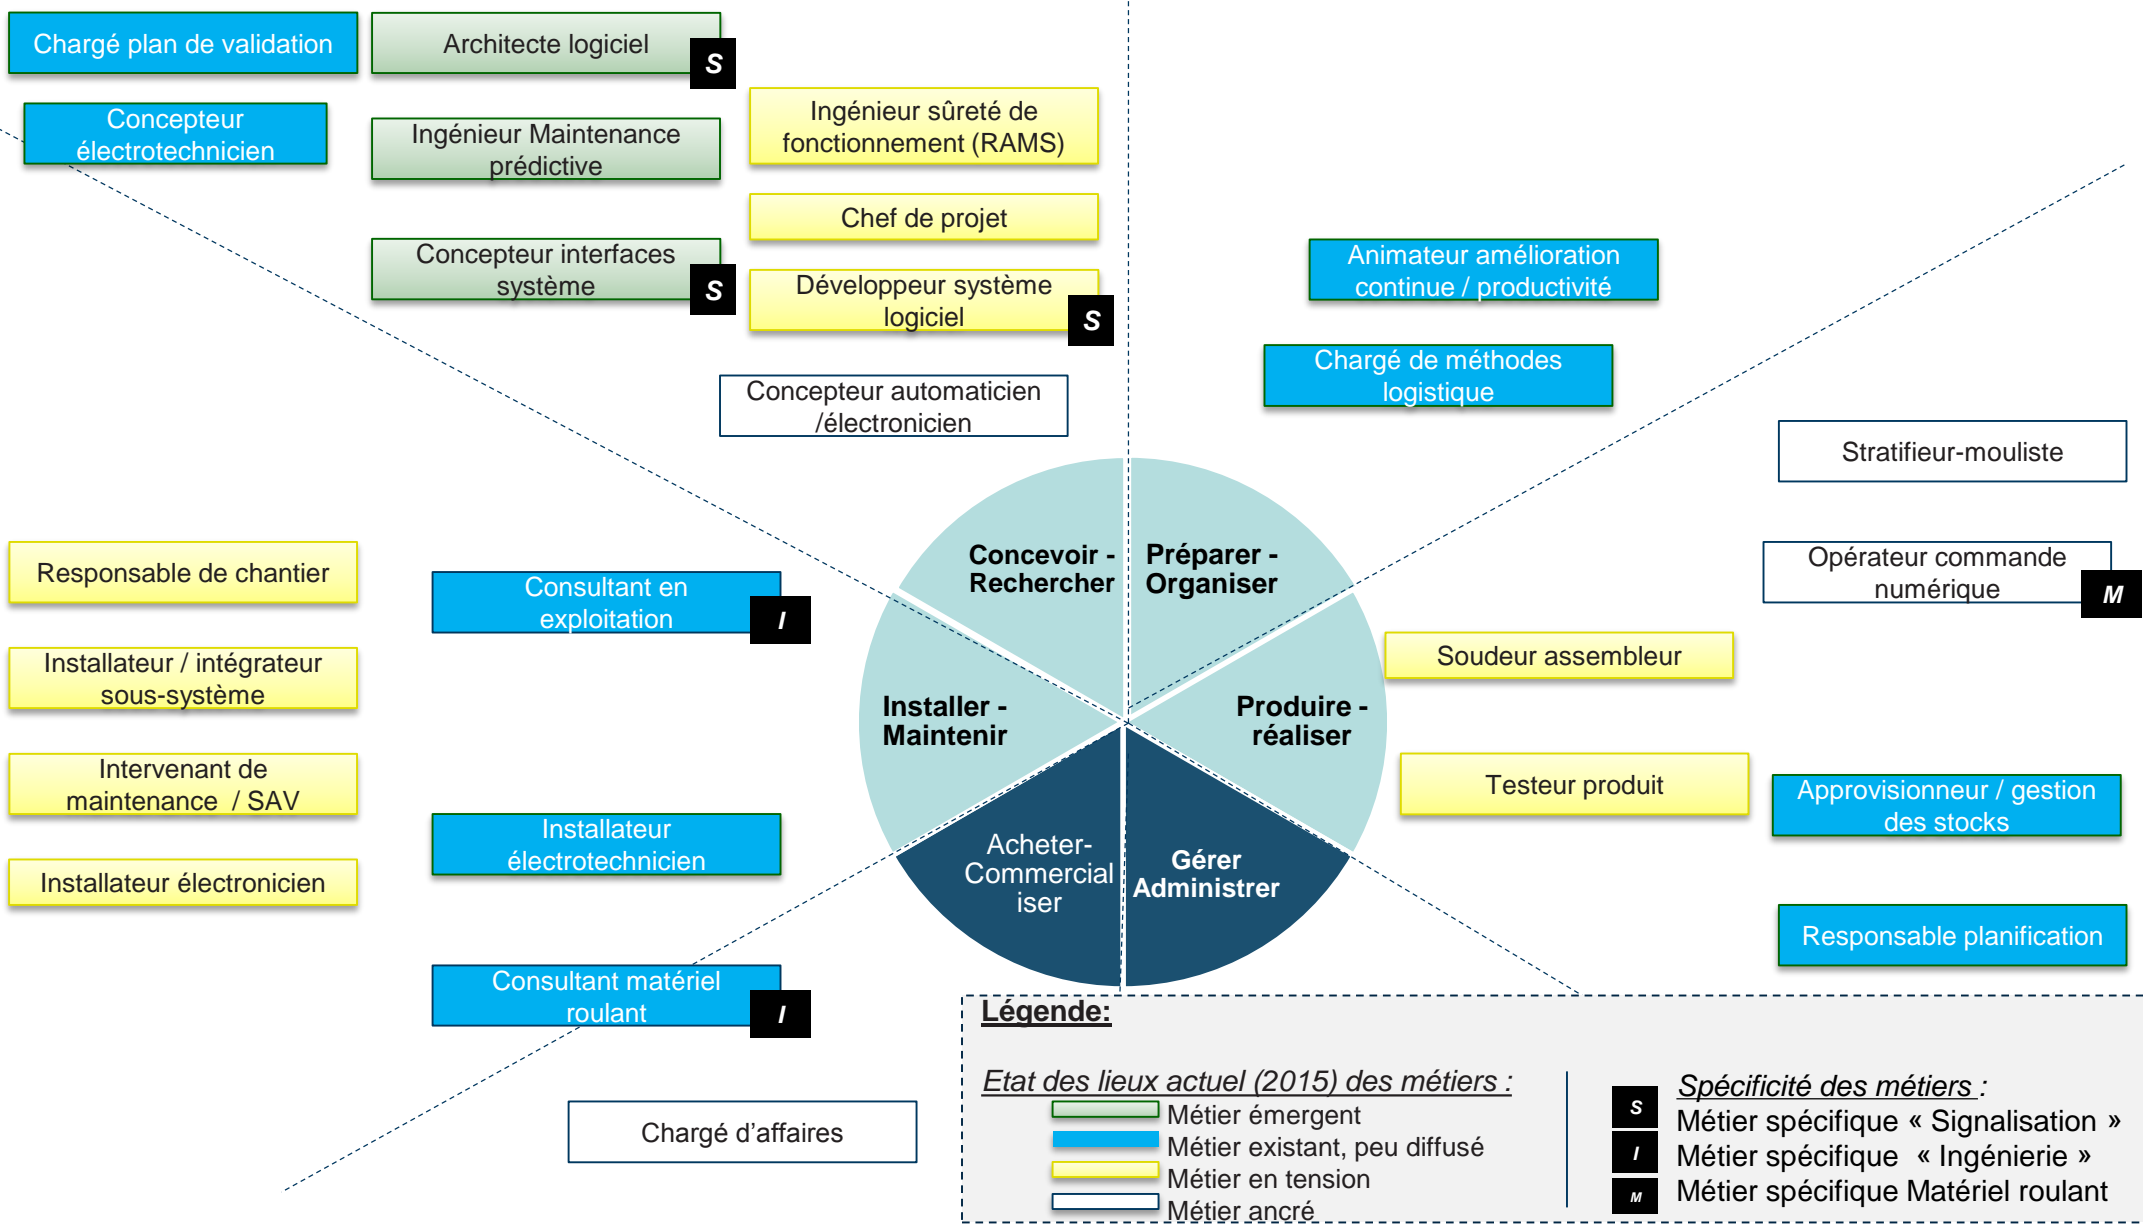 Chargé plan de validation
Architecte logiciel
S
Concepteur
électrotechnicien
Ingénieur Maintenance
prédictive
Ingénieur sûreté de
fonctionnement (RAMS)
Chef de projet
Concepteur interfaces
système
S
Développeur système
logiciel
S
Concepteur automaticien
/électronicien
Animateur amélioration
continue / productivité
Chargé de méthodes
logistique
Stratifieur-mouliste
Opérateur commande
numérique
M
Concevoir -
Rechercher
Préparer -
Organiser
Installer -
Maintenir
Produire -
réaliser
Acheter-
Commercial
iser
Gérer
Administrer
Responsable de chantier
Consultant en
exploitation
I
Installateur / intégrateur
sous-système
Intervenant de
maintenance  / SAV
Installateur
électrotechnicien
Installateur électronicien
Consultant matériel
roulant
I
Chargé d’affaires
Soudeur assembleur
Testeur produit
Approvisionneur / gestion
des stocks
Responsable planification
Légende:
Etat des lieux actuel (2015) des métiers :
Métier émergent
Métier existant, peu diffusé
Métier en tension
Métier ancré
Spécificité des métiers :
S Métier spécifique « Signalisation »
I Métier spécifique  « Ingénierie »
M Métier spécifique Matériel roulant